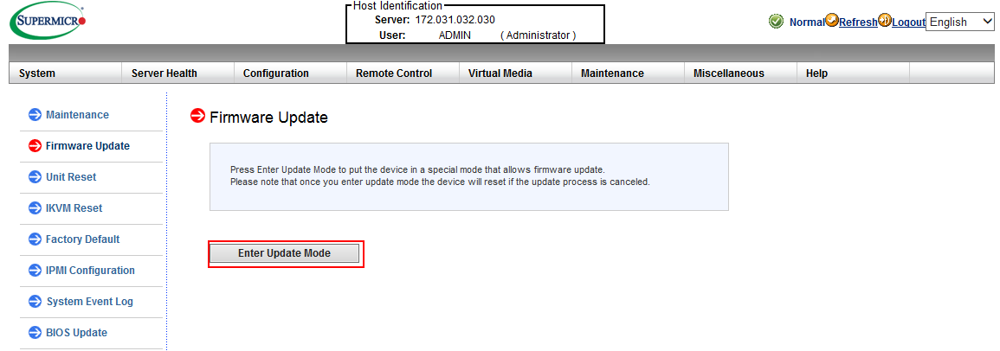 SUPERMICRO
Host Identification
Server: 172.031.032.030
User: ADMIN ( Administrator )
Normal Refresh Logout English
System Server Health Configuration Remote Control Virtual Media Maintenance Miscellaneous Help
Maintenance
Firmware Update
Unit Reset
IKVM Reset
Factory Default
IPMI Configuration
System Event Log
BIOS Update
Firmware Update
Press Enter Update Mode to put the device in a special mode that allows firmware update.
Please note that once you enter update mode the device will reset if the update process is canceled.
Enter Update Mode